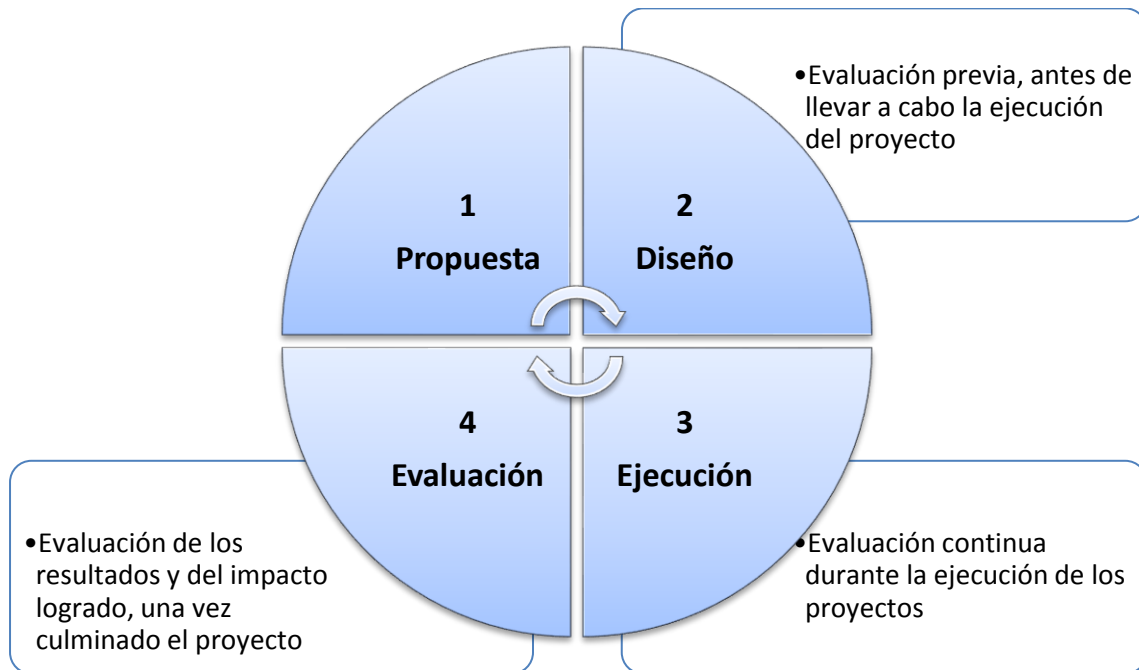 1
Propuesta
2
Diseño
•Evaluación previa, antes de
llevar a cabo la ejecución
del proyecto
3
Ejecución
•Evaluación continua
durante la ejecución de los
proyectos
4
Evaluación
•Evaluación de los
resultados y del impacto
logrado, una vez
culminado el proyecto